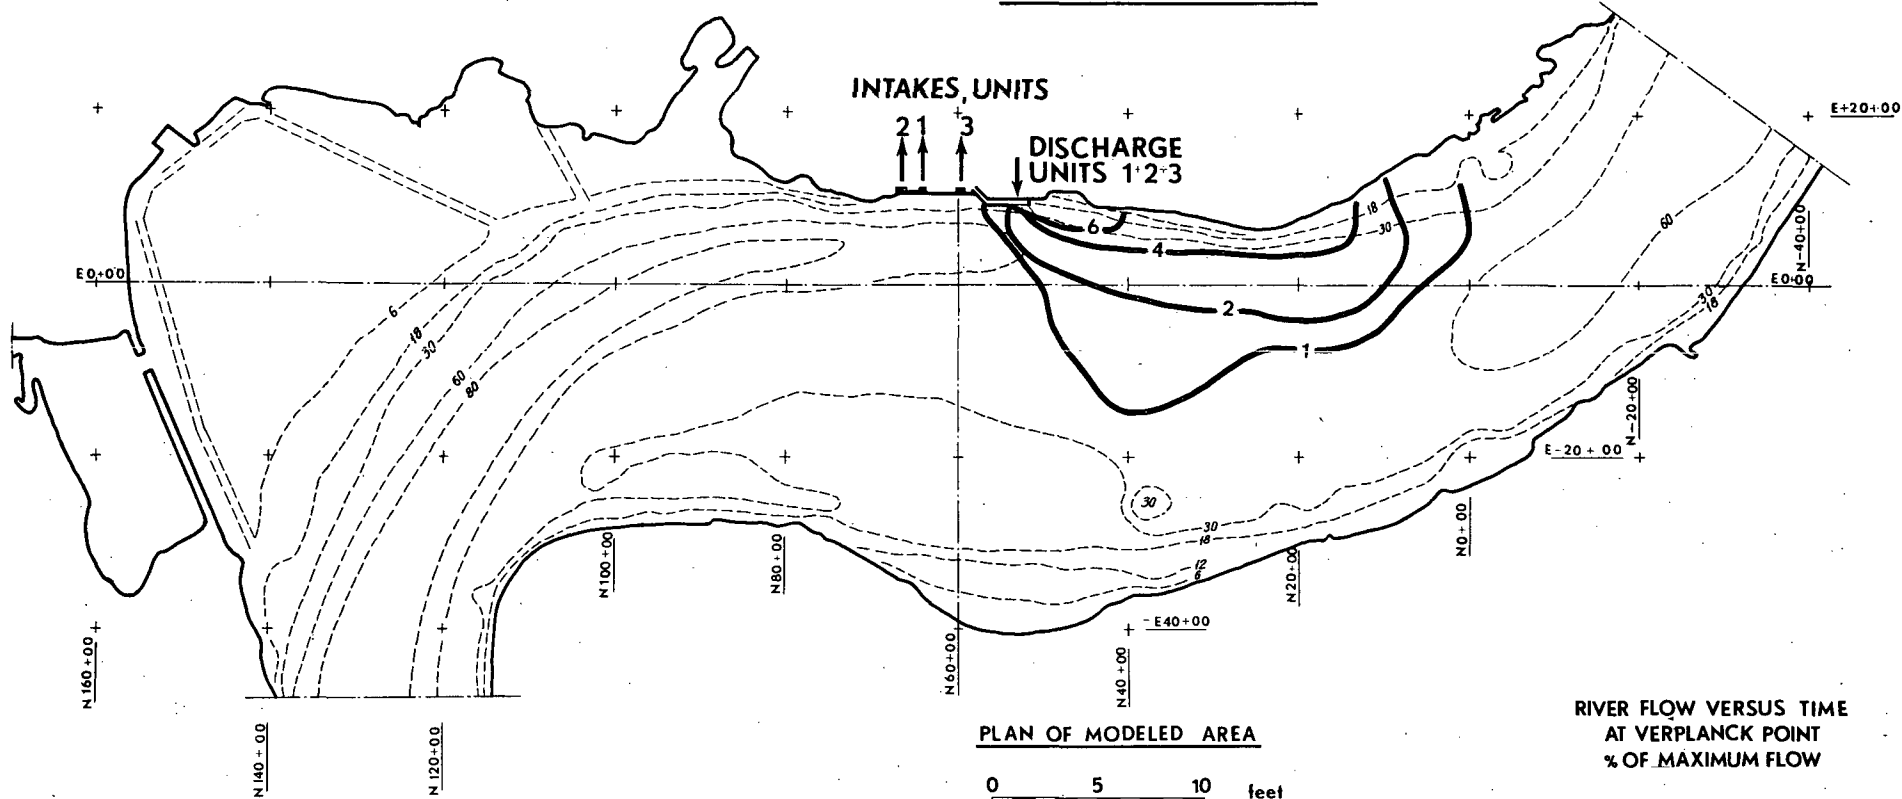 INTAKES, UNITS
2 1 3
DISCHARGE
UNITS 1+2+3
E+20+00
E0+00
E0+00
6
18
30
60
80
6
4
2
1
18
30
60
30
18
N-40+00
N-20+00
E-20+00
30
30
18
12
6
N0+00
N20+00
N100+00
N80+00
-E40+00
N160+00
N60+00
N40+00
N140+00
N120+00
PLAN OF MODELED AREA
0 5 10 feet
RIVER FLOW VERSUS TIME
AT VERPLANCK POINT
% OF MAXIMUM FLOW